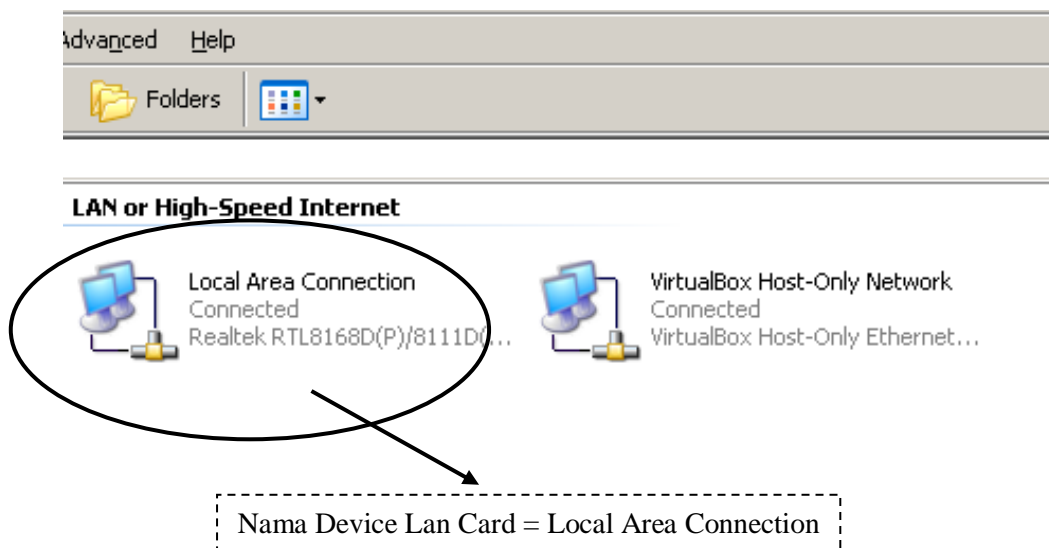 Advanced Help
Folders
LAN or High-Speed Internet
Local Area Connection
Connected
Realtek RTL8168D(P)/8111D(...
VirtualBox Host-Only Network
Connected
VirtualBox Host-Only Ethernet...
Nama Device Lan Card = Local Area Connection